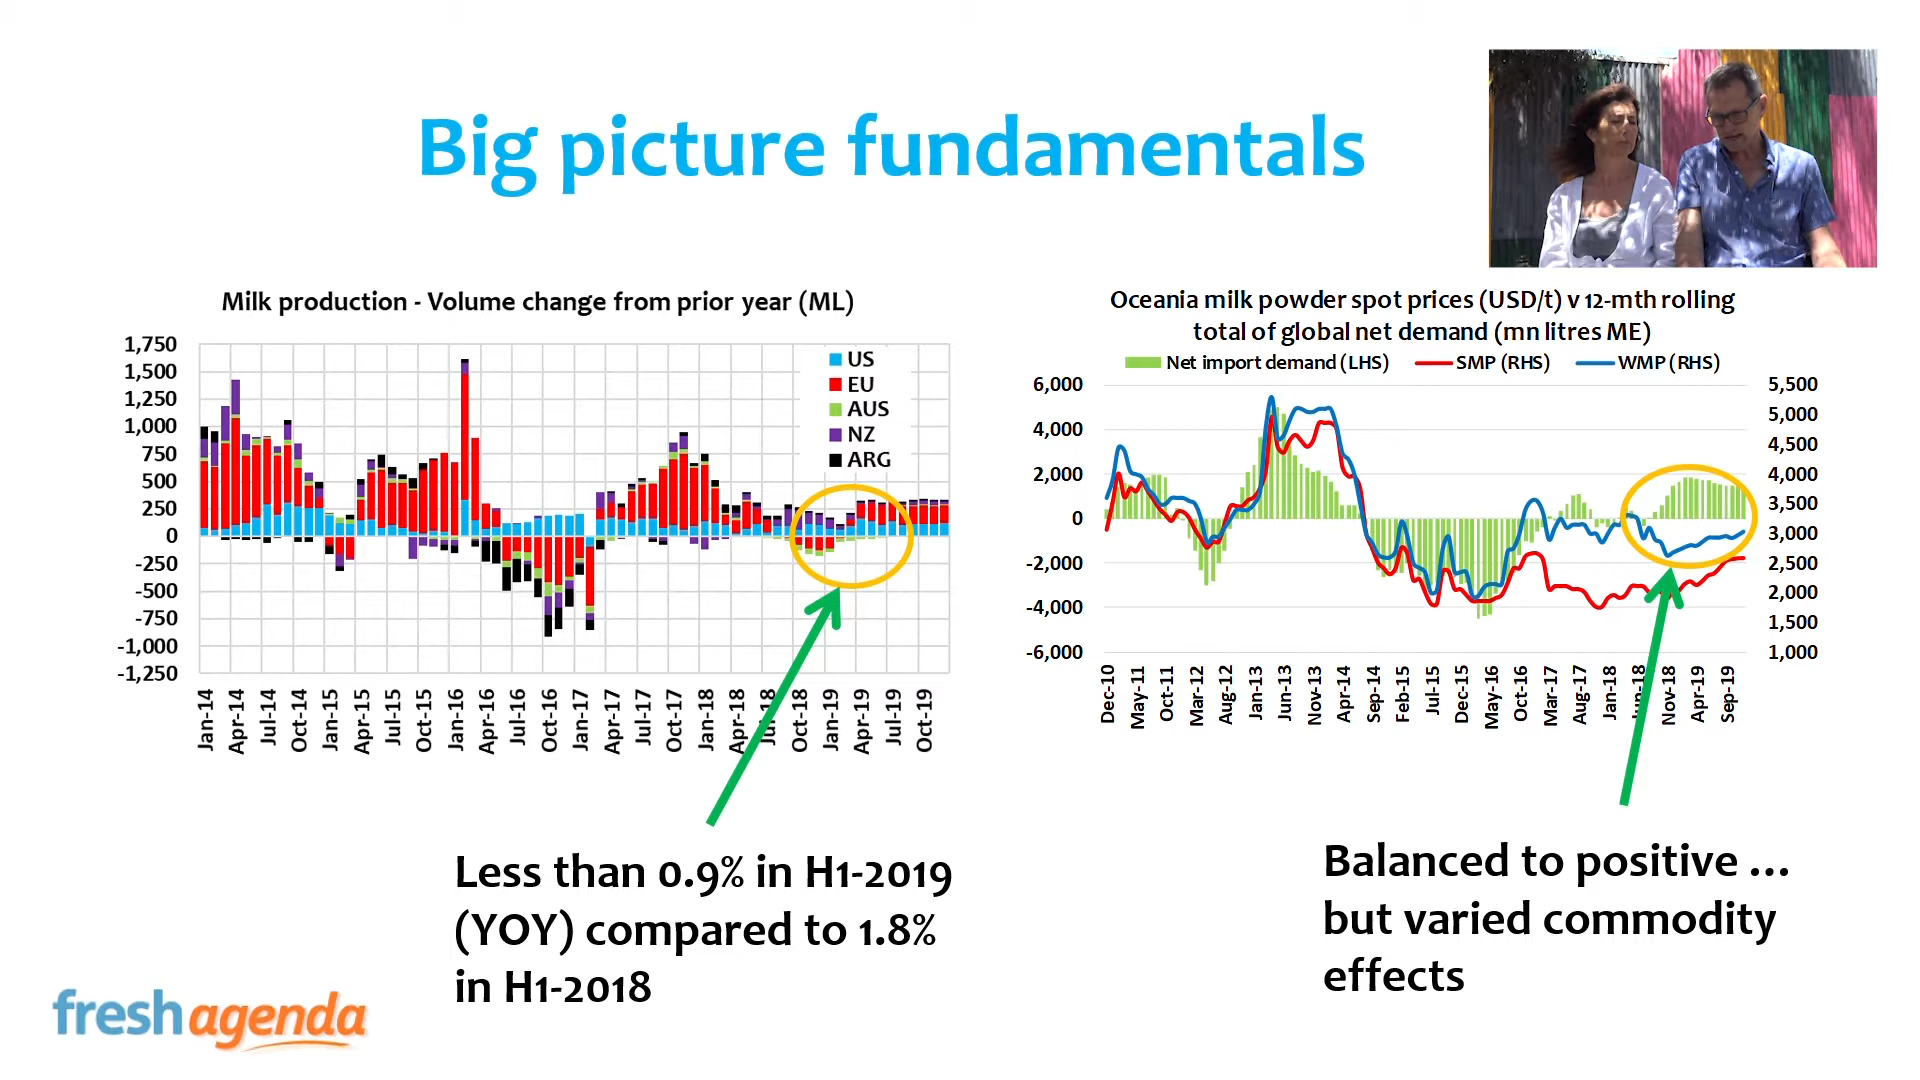 Big picture fundamentals
Milk production - Volume change from prior year (ML)
1,750
1,500
1,250
1,000
750
500
250
0
-250
-500
-750
-1,000
-1,250
US
EU
AUS
NZ
ARG
Jan-14
Apr-14
Jul-14
Oct-14
Jan-15
Apr-15
Jul-15
Oct-15
Jan-16
Apr-16
Jul-16
Oct-16
Jan-17
Apr-17
Jul-17
Oct-17
Jan-18
Apr-18
Jul-18
Oct-18
Jan-19
Apr-19
Jul-19
Oct-19
Less than 0.9% in H1-2019
(YOY) compared to 1.8%
in H1-2018
Oceania milk powder spot prices (USD/t) v 12-mth rolling
total of global net demand (mn litres ME)
Net import demand (LHS)
SMP (RHS)
WMP (RHS)
6,000
4,000
2,000
0
-2,000
-4,000
-6,000
5,500
5,000
4,500
4,000
3,500
3,000
2,500
2,000
1,500
1,000
Dec-10
May-11
Oct-11
Mar-12
Aug-12
Jan-13
Jun-13
Nov-13
Apr-14
Sep-14
Feb-15
Jul-15
Dec-15
May-16
Oct-16
Mar-17
Aug-17
Jan-18
Jun-18
Nov-18
Apr-19
Sep-19
Balanced to positive ...
but varied commodity
effects
fresh agenda